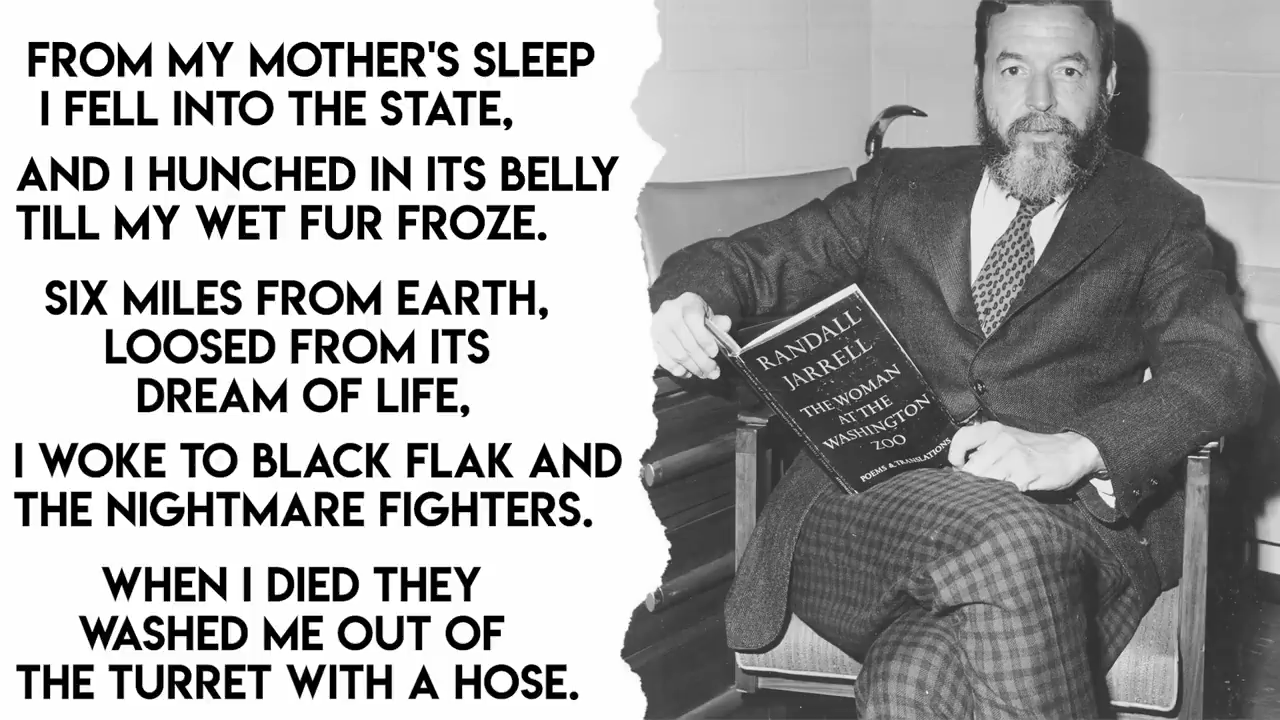 FROM MY MOTHER'S SLEEP
I FELL INTO THE STATE,
AND I HUNCHED IN ITS BELLY
TILL MY WET FUR FROZE.
SIX MILES FROM EARTH,
LOOSED FROM ITS
DREAM OF LIFE,
I WOKE TO BLACK FLAK AND
THE NIGHTMARE FIGHTERS.
WHEN I DIED THEY
WASHED ME OUT OF
THE TURRET WITH A HOSE.
RANDALL
JARRELL
THE WOMAN
AT THE
WASHINGTON
ZOO
POEMS & TRANSLATIONS